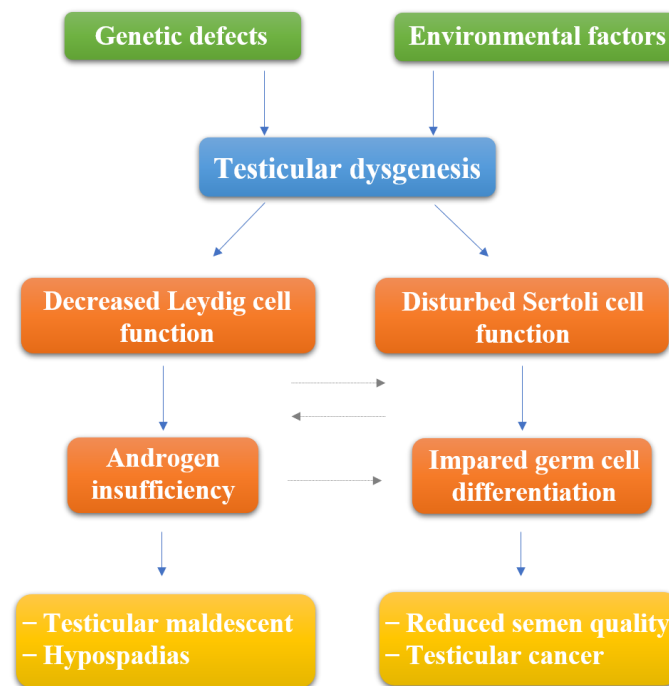 Genetic defects
Environmental factors
Testicular dysgenesis
Decreased Leydig cell
function
Disturbed Sertoli cell
function
Androgen
insufficiency
Impared germ cell
differentiation
– Testicular maldescent
– Hypospadias
– Reduced semen quality
– Testicular cancer